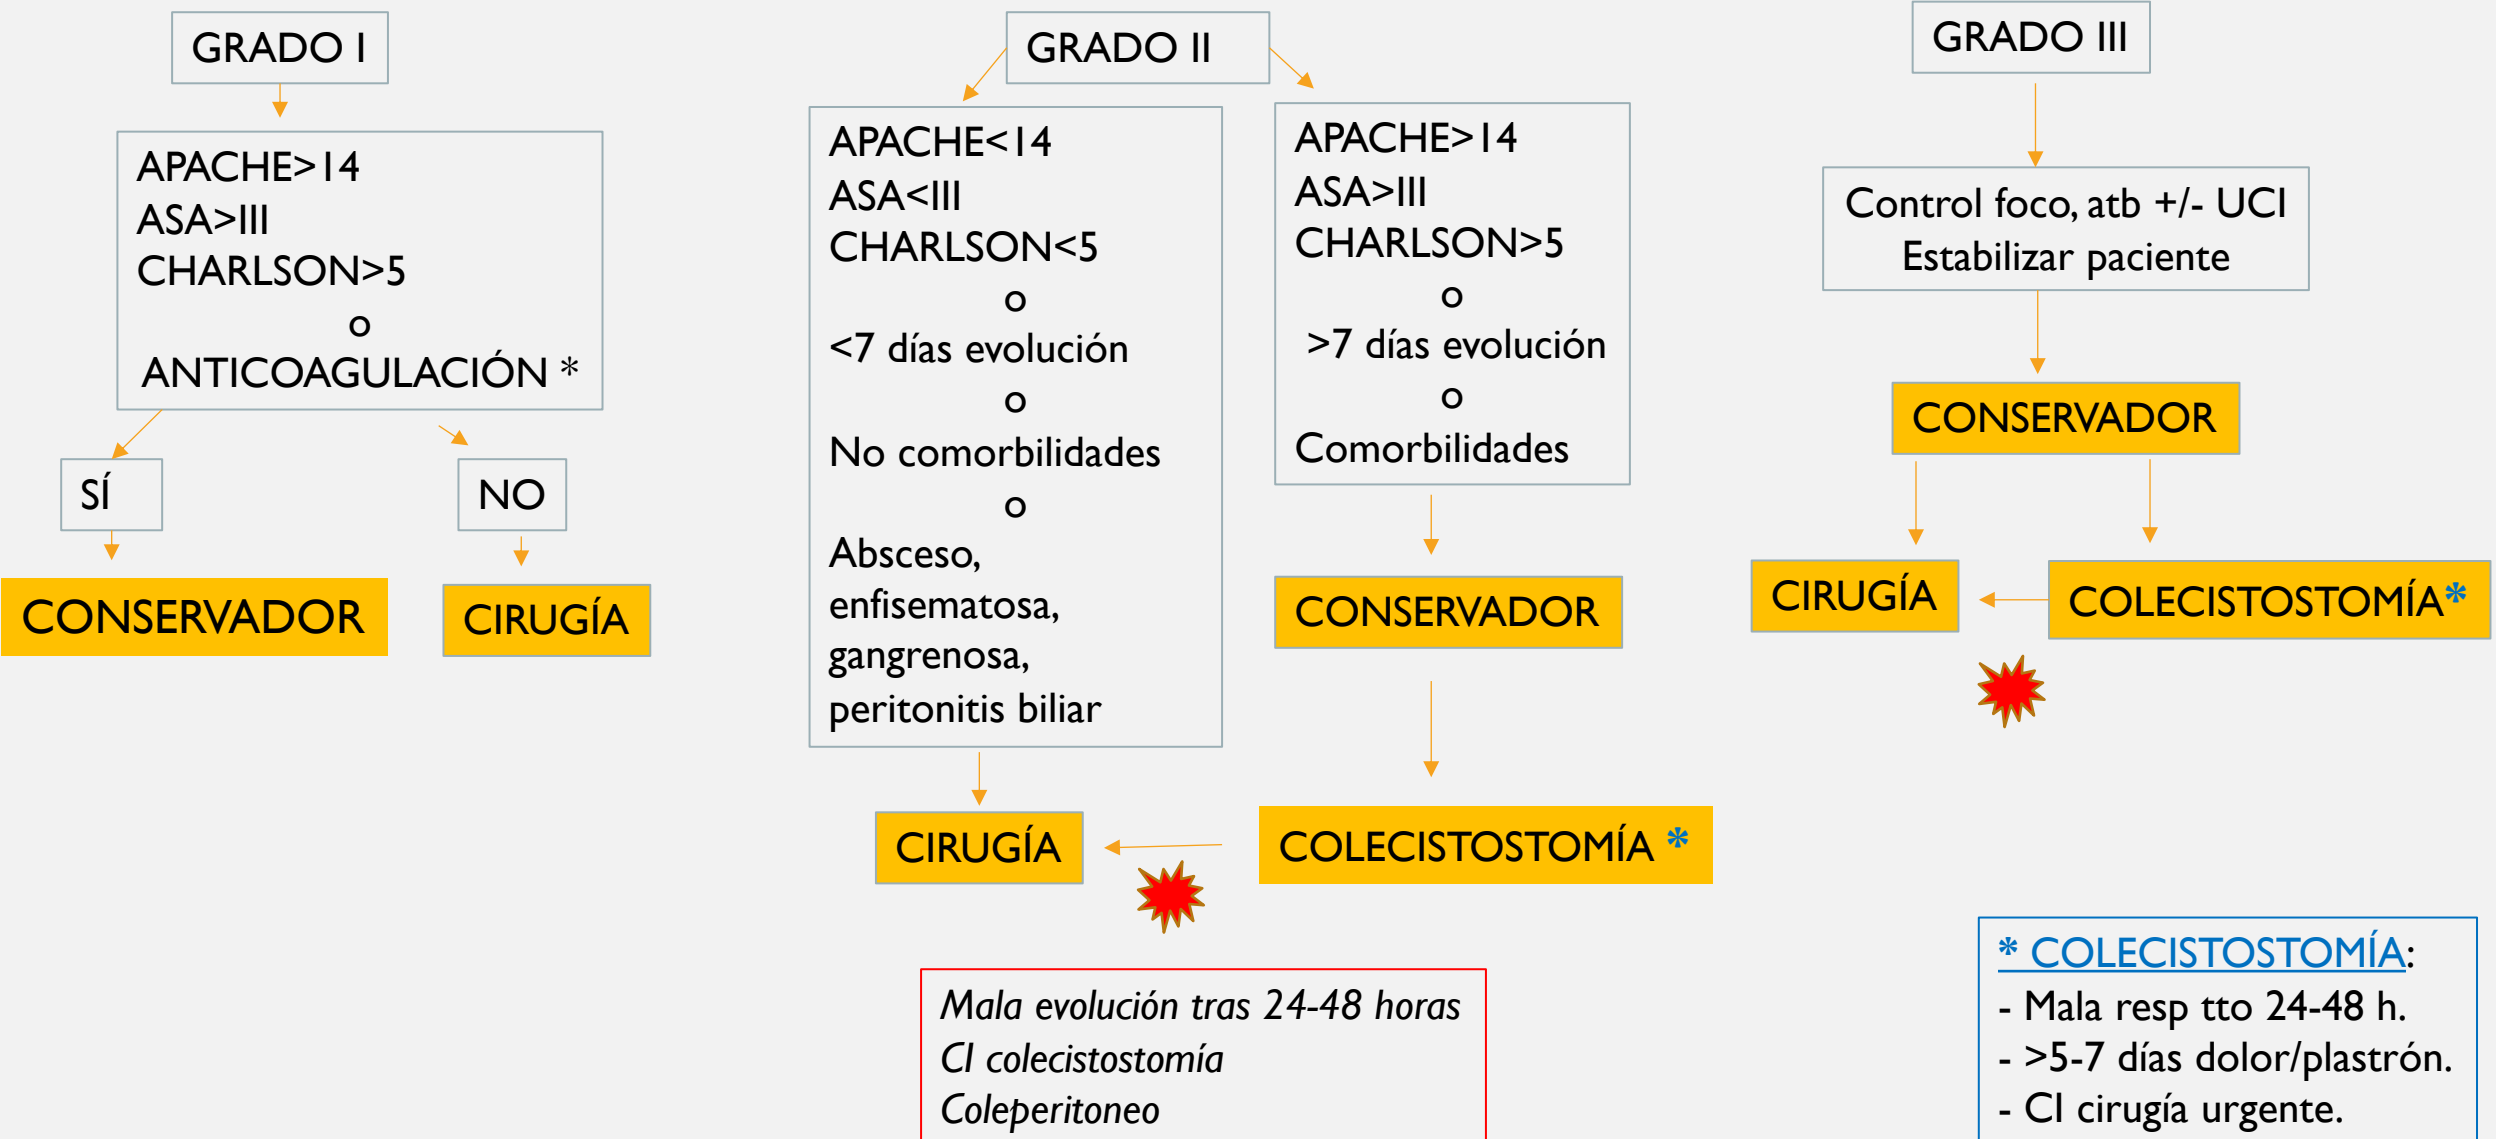 GRADO I
APACHE>14
ASA>III
CHARLSON>5
o
ANTICOAGULACIÓN *
SÍ
NO
CONSERVADOR
CIRUGÍA
GRADO II
APACHE<14
ASA<III
CHARLSON<5
o
<7 días evolución
o
No comorbilidades
o
Absceso,
enfisematosa,
gangrenosa,
peritonitis biliar
APACHE>14
ASA>III
CHARLSON>5
o
>7 días evolución
o
Comorbilidades
CONSERVADOR
CIRUGÍA
COLECISTOSTOMÍA *
Mala evolución tras 24-48 horas
CI colecistostomía
Coleperitoneo
GRADO III
Control foco, atb +/- UCI
Estabilizar paciente
CONSERVADOR
CIRUGÍA
COLECISTOSTOMÍA*
* COLECISTOSTOMÍA:
- Mala resp tto 24-48 h.
- >5-7 días dolor/plastrón.
- CI cirugía urgente.